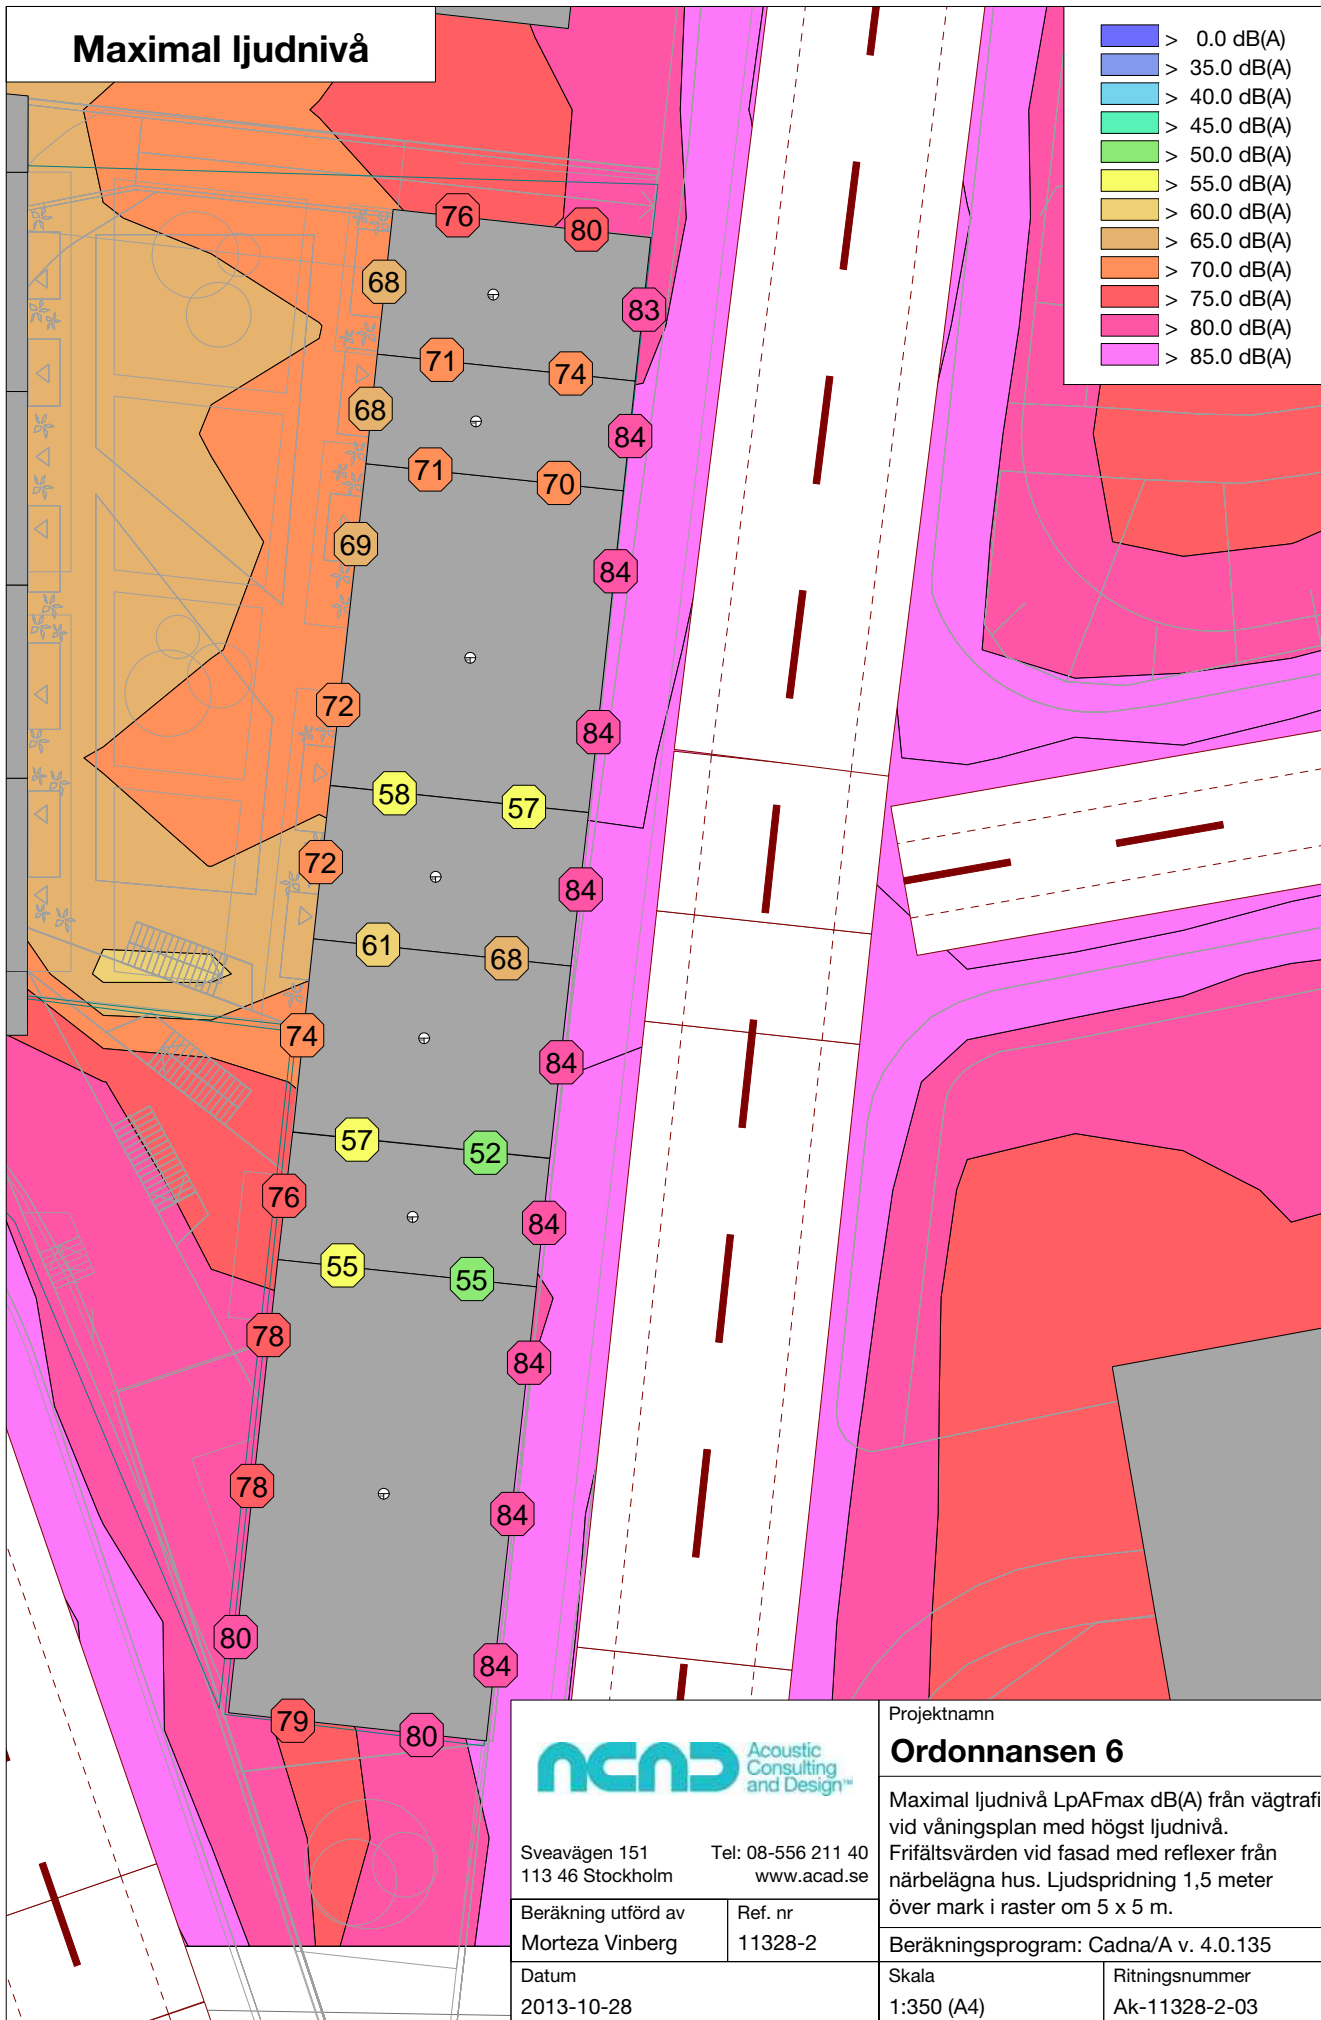 Maximal ljudnivå
> 0.0 dB(A)
> 35.0 dB(A)
> 40.0 dB(A)
> 45.0 dB(A)
> 50.0 dB(A)
> 55.0 dB(A)
> 60.0 dB(A)
> 65.0 dB(A)
> 70.0 dB(A)
> 75.0 dB(A)
> 80.0 dB(A)
> 85.0 dB(A)
76
80
68
83
71
74
68
84
71
70
69
84
72
84
58
57
72
84
61
68
74
84
57
52
76
84
55
55
78
84
78
84
80
84
79
80
ACAD Acoustic
Consulting
and Design™
Sveavägen 151
113 46 Stockholm
Tel: 08-556 211 40
www.acad.se
Beräkning utförd av
Morteza Vinberg
Ref. nr
11328-2
Datum
2013-10-28
Projektnamn
Ordonnansen 6
Maximal ljudnivå LpAFmax dB(A) från vägtrafi
vid våningsplan med högst ljudnivå.
Frifältsvärden vid fasad med reflexer från
närbelägna hus. Ljudspridning 1,5 meter
över mark i raster om 5 x 5 m.
Beräkningsprogram: Cadna/A v. 4.0.135
Skala
1:350 (A4)
Ritningsnummer
Ak-11328-2-03